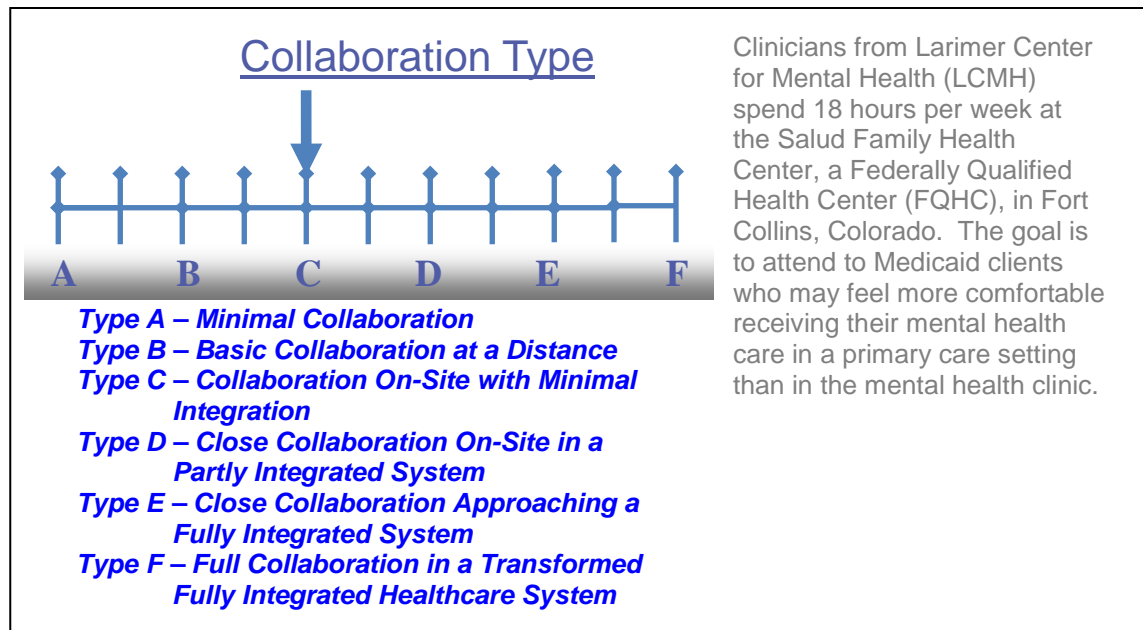 Collaboration Type
A B C D E F
Type A – Minimal Collaboration
Type B – Basic Collaboration at a Distance
Type C – Collaboration On-Site with Minimal
Integration
Type D – Close Collaboration On-Site in a
Partly Integrated System
Type E – Close Collaboration Approaching a
Fully Integrated System
Type F – Full Collaboration in a Transformed
Fully Integrated Healthcare System
Clinicians from Larimer Center
for Mental Health (LCMH)
spend 18 hours per week at
the Salud Family Health
Center, a Federally Qualified
Health Center (FQHC), in Fort
Collins, Colorado.  The goal is
to attend to Medicaid clients
who may feel more comfortable
receiving their mental health
care in a primary care setting
than in the mental health clinic.